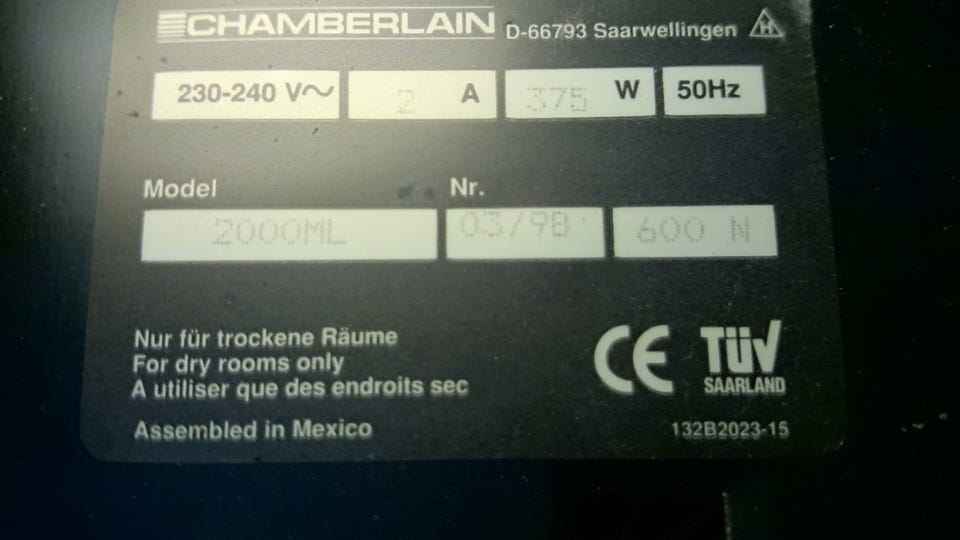 CHAMBERLAIN D-66793 Saarwellingen
230-240 V~ 2 A 375 W 50Hz
Model Nr.
2000ML 03/98 600 N
Nur für trockene Räume
For dry rooms only
A utiliser que des endroits sec
CE TÜV
SAARLAND
Assembled in Mexico 132B2023-15